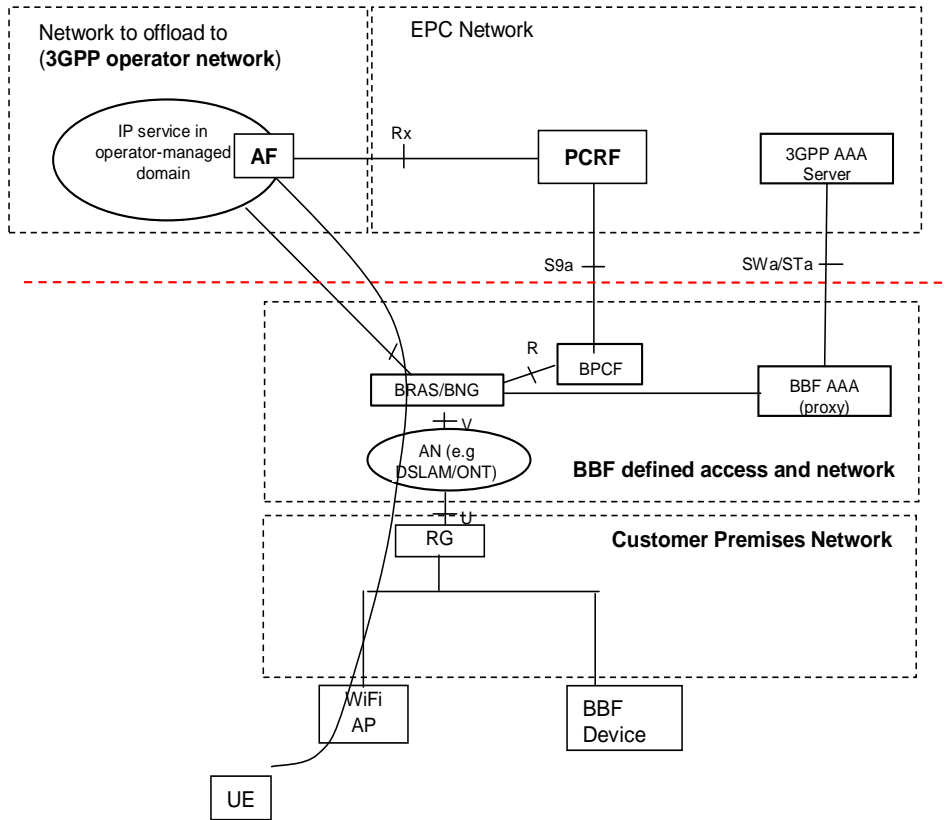 Network to offload to
(3GPP operator network)
EPC Network
IP service in
operator-managed
domain
AF
Rx
PCRF
3GPP AAA
Server
S9a
SWa/STa
R
BPCF
BRAS/BNG
BBF AAA
(proxy)
V
AN (e.g
DSLAM/ONT)
BBF defined access and network
U
RG
Customer Premises Network
WiFi
AP
BBF
Device
UE